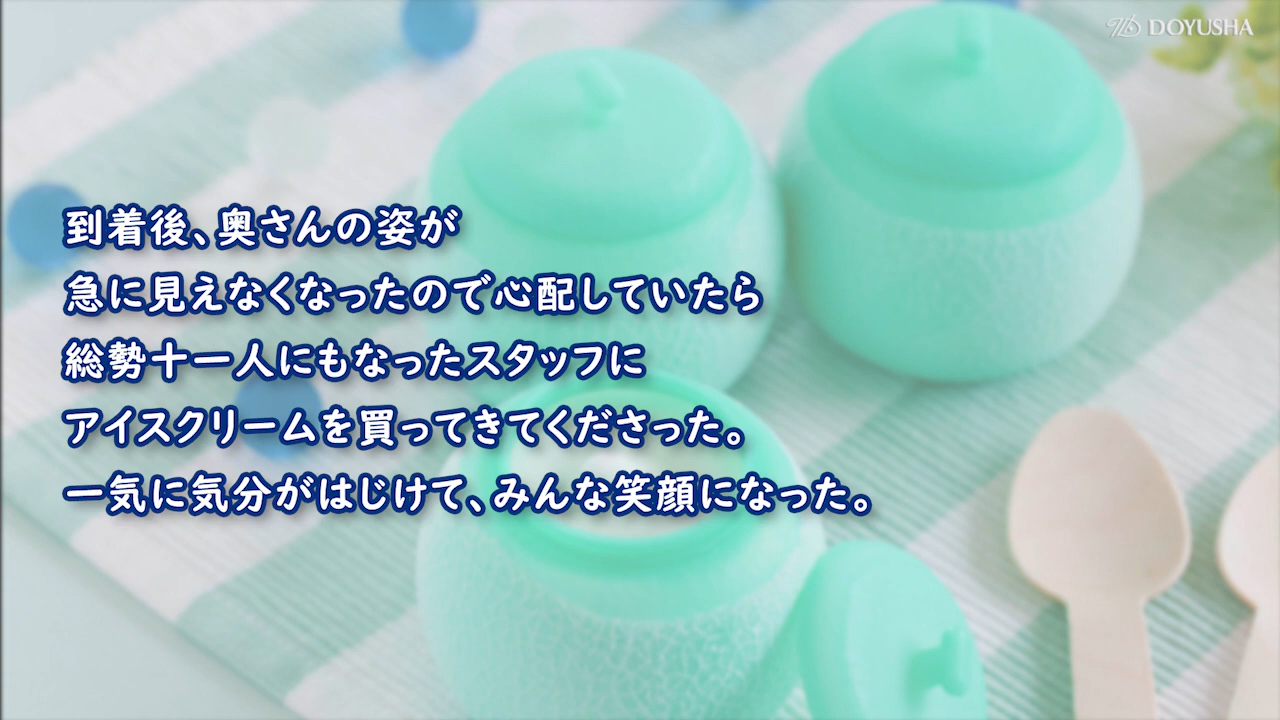 DOYUSHA
到着後、奥さんの姿が
急に見えなくなったので心配していたら
総勢十一人にもなったスタッフに
アイスクリームを買ってきてくださった。
一気に気分がはじけて、みんな笑顔になった。